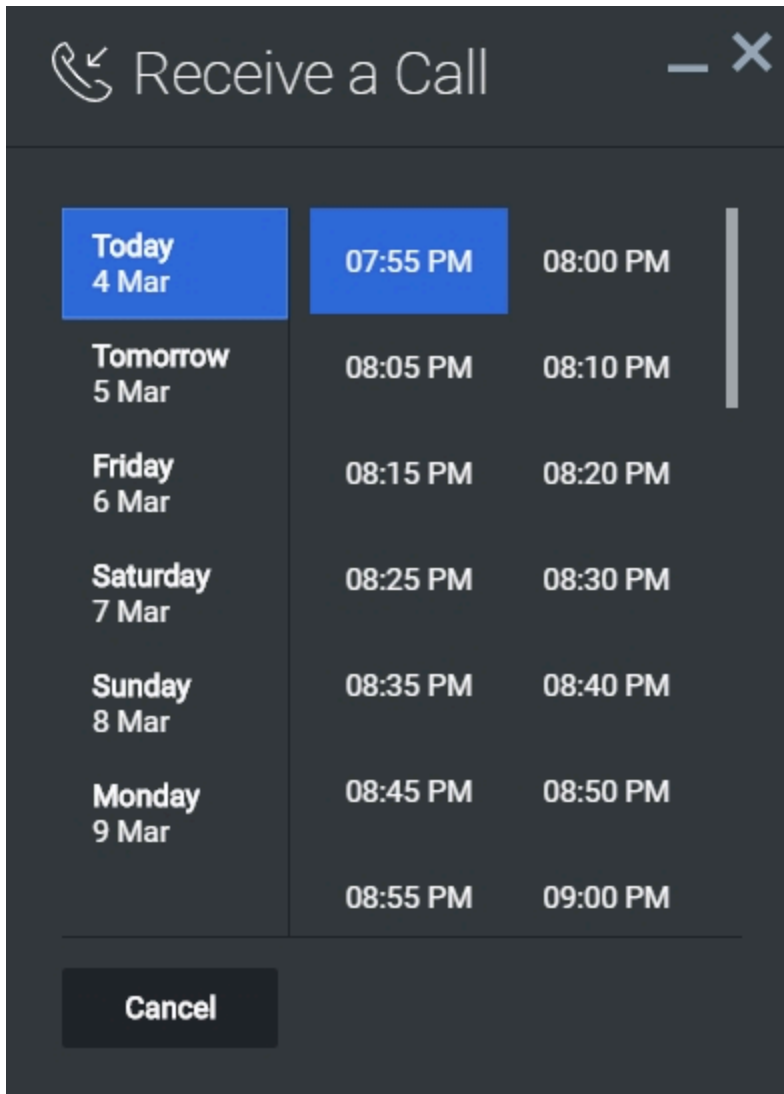 Receive a Call
Today
4 Mar
Tomorrow
5 Mar
Friday
6 Mar
Saturday
7 Mar
Sunday
8 Mar
Monday
9 Mar
07:55 PM 08:00 PM
08:05 PM 08:10 PM
08:15 PM 08:20 PM
08:25 PM 08:30 PM
08:35 PM 08:40 PM
08:45 PM 08:50 PM
08:55 PM 09:00 PM
Cancel